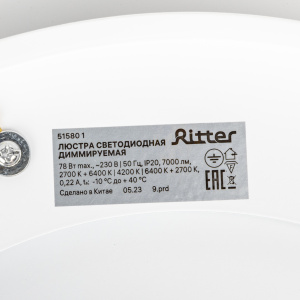 51580 1
Ritter
ЛЮСТРА СВЕТОДИОДНАЯ
ДИММИРУЕМАЯ
78 Вт max., ~230 В | 50 Гц, IP20, 7000 лм,
2700 K + 6400 K | 4200 K | 6400 K + 2700 K,
0,22 А, tₐ: -10 °C до + 40 °C
Сделано в Китае 05.23 9.prd
EAC